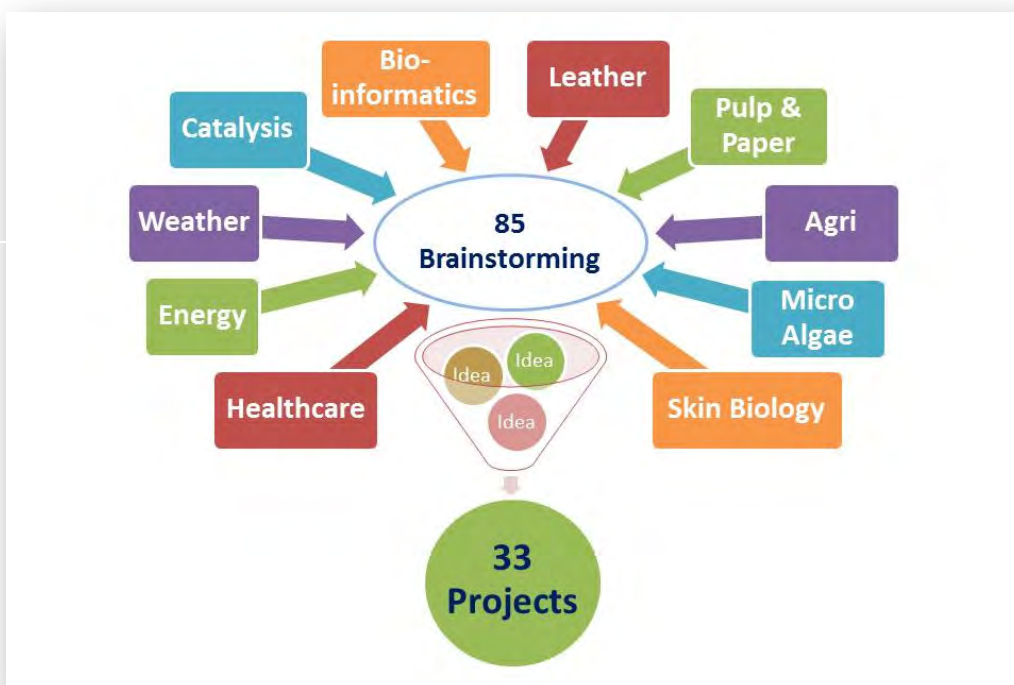 Bio-
informatics
Leather
Catalysis
Pulp &
Paper
Weather
85
Brainstorming
Agri
Energy
Micro
Algae
Idea
Idea
Healthcare
Idea
Skin Biology
33
Projects